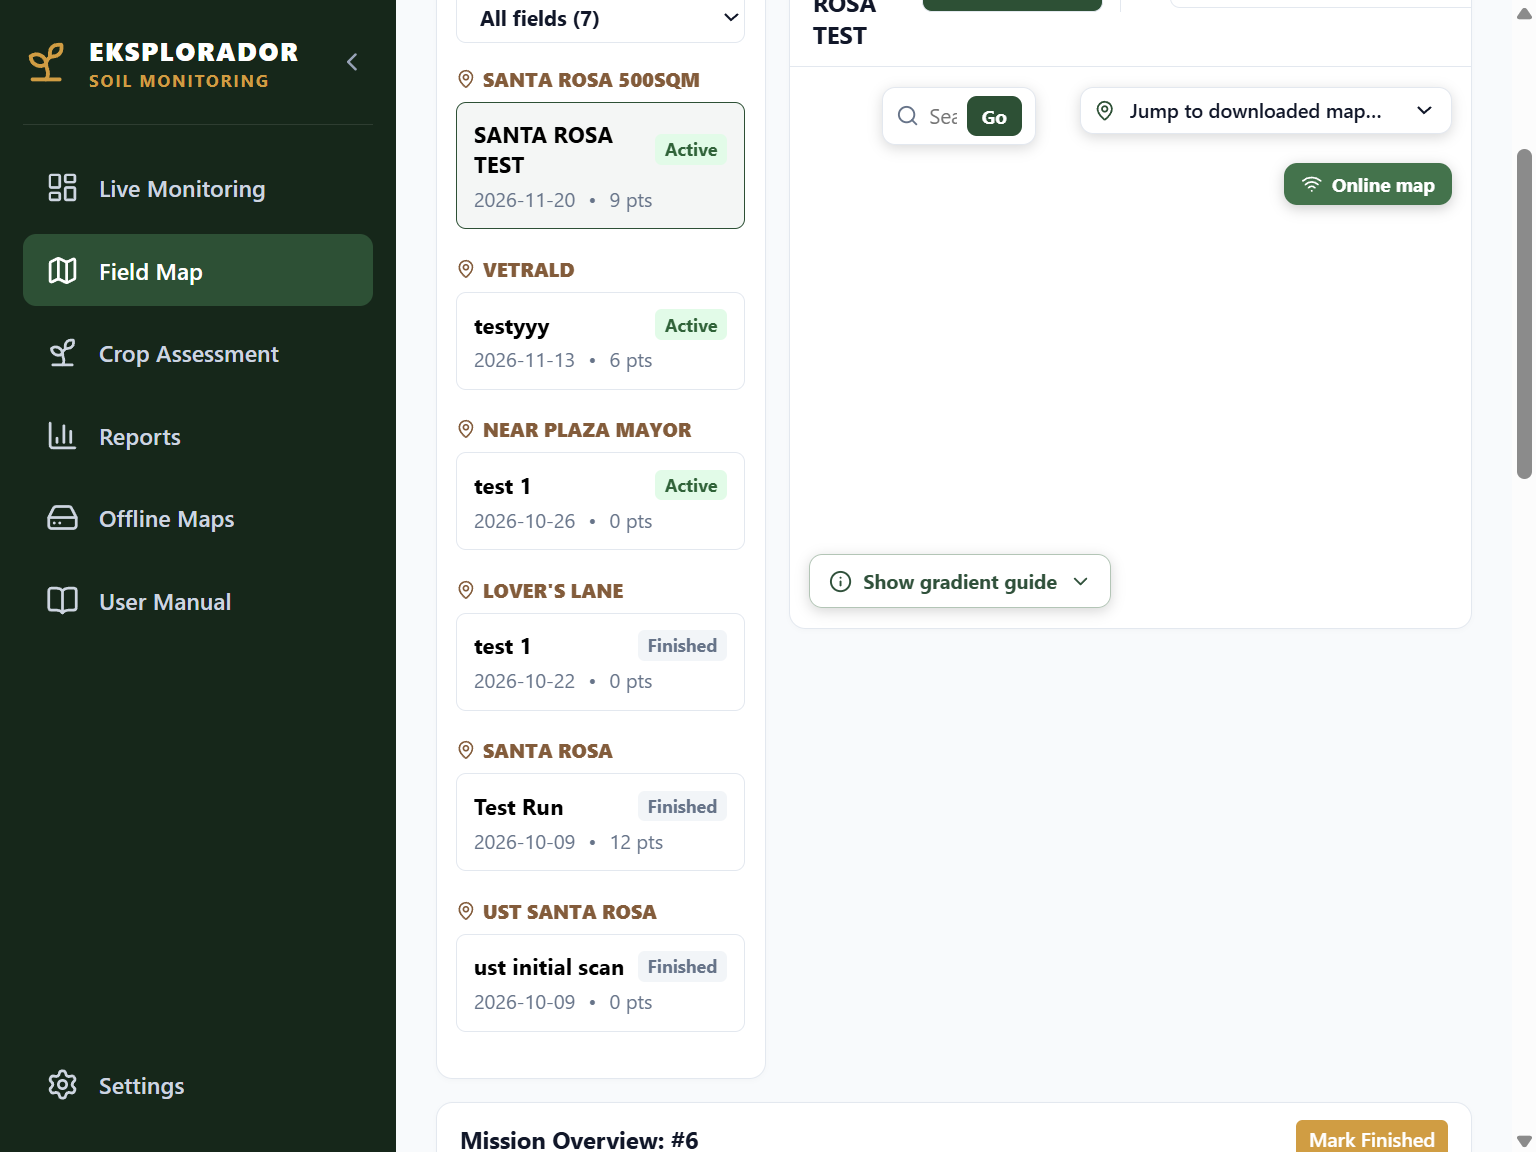 EKSPLORADOR
SOIL MONITORING
Live Monitoring
Field Map
Crop Assessment
Reports
Offline Maps
User Manual
Settings
All fields (7)
SANTA ROSA 500SQM
SANTA ROSA
TEST
Active
2026-11-20 • 9 pts
VETRALD
testyyy
Active
2026-11-13 • 6 pts
NEAR PLAZA MAYOR
test 1
Active
2026-10-26 • 0 pts
LOVER'S LANE
test 1
Finished
2026-10-22 • 0 pts
SANTA ROSA
Test Run
Finished
2026-10-09 • 12 pts
UST SANTA ROSA
ust initial scan
Finished
2026-10-09 • 0 pts
ROSA
TEST
Sea
Go
Jump to downloaded map...
Online map
Show gradient guide
Mission Overview: #6
Mark Finished